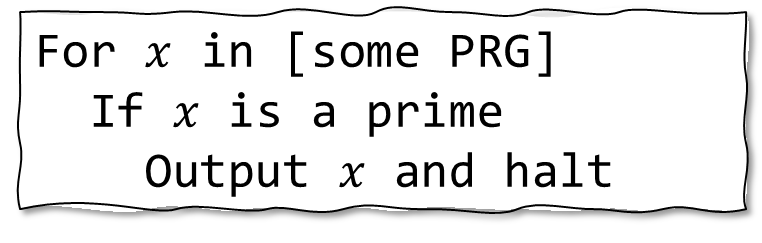 For x in [some PRG]
If x is a prime
Output x and halt